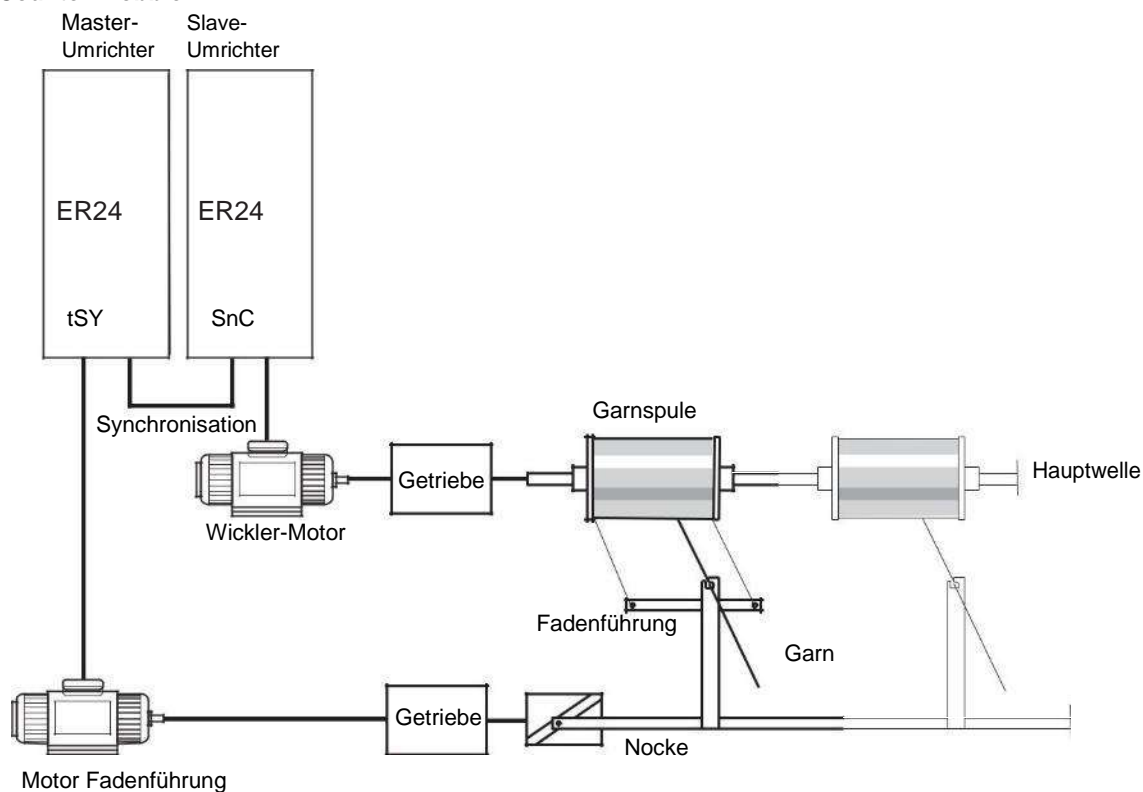 Master-
Umrichter
Slave-
Umrichter
ER24
ER24
tSY
SnC
Synchronisation
Garnspule
Getriebe
Hauptwelle
Wickler-Motor
Fadenführung
Garn
Getriebe
Nocke
Motor Fadenführung